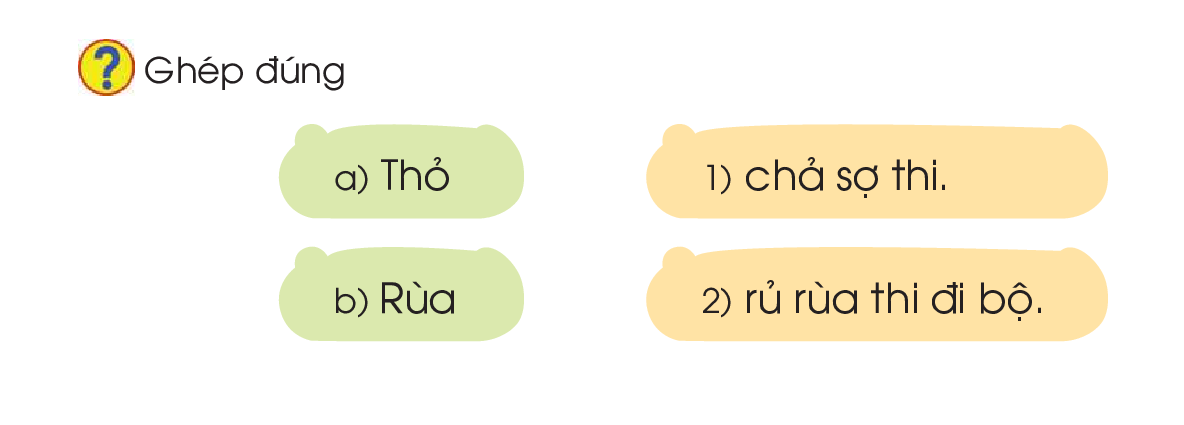 ? Ghép đúng
a) Thỏ
1) chả sợ thi.
b) Rùa
2) rủ rùa thi đi bộ.